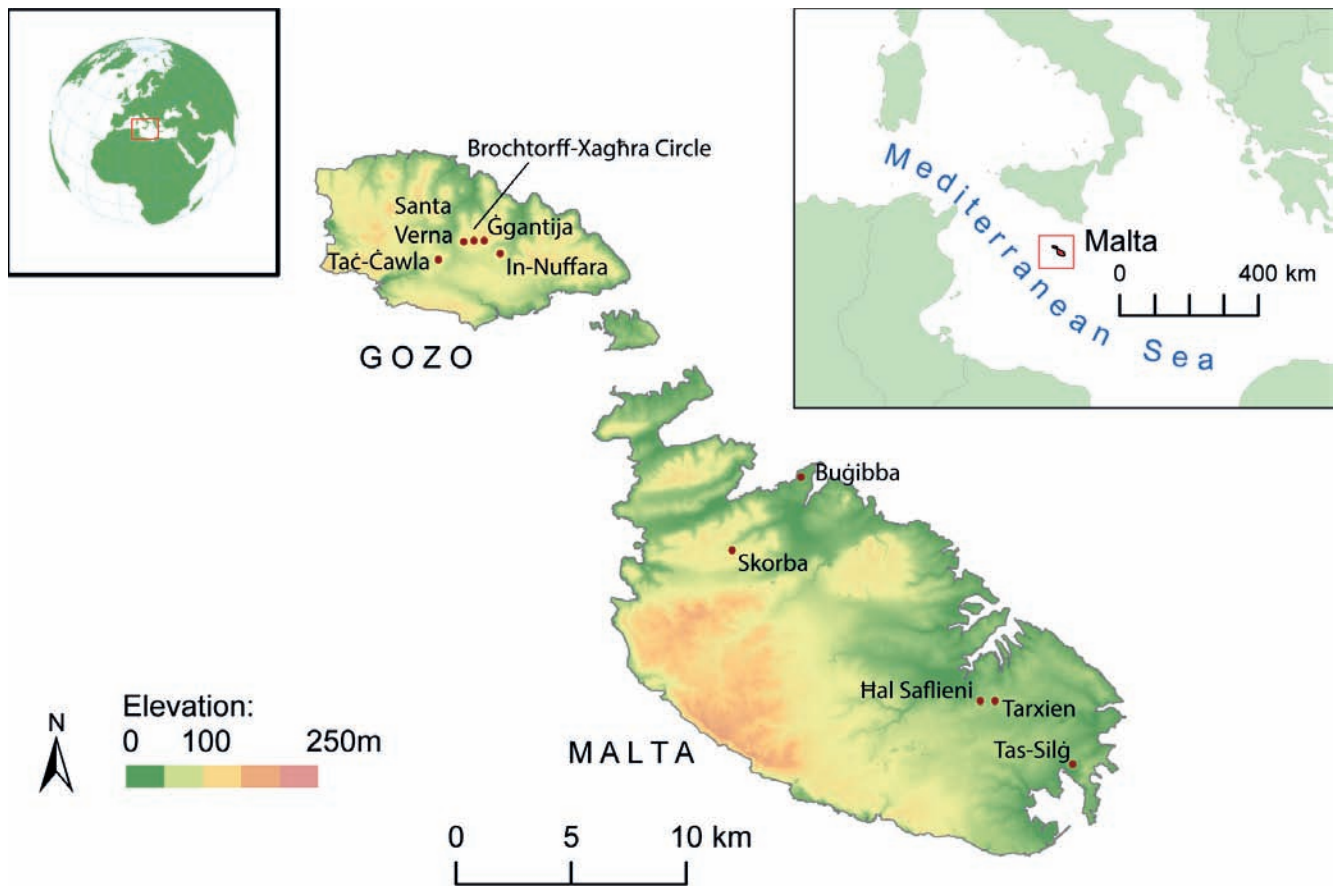 Brochtorff-Xagħra Circle
Santa
Verna
Ġgantija
Taċ-Ċawla
In-Nuffara
GOZO
Mediterranean Sea
Malta
0 400 km
Buġibba
Skorba
Ħal Saflieni
Tarxien
Tas-Silġ
MALTA
N
Elevation:
0 100 250m
0 5 10 km